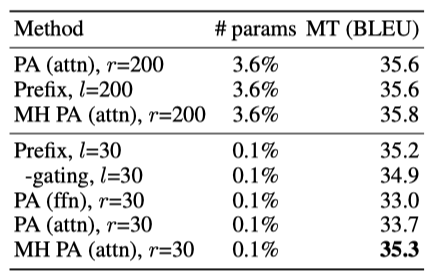 Method # params MT (BLEU)
PA (attn), r=200 3.6% 35.6
Prefix, l=200 3.6% 35.6
MH PA (attn), r=200 3.6% 35.8
Prefix, l=30 0.1% 35.2
-gating, l=30 0.1% 34.9
PA (ffn), r=30 0.1% 33.0
PA (attn), r=30 0.1% 33.7
MH PA (attn), r=30 0.1% 35.3